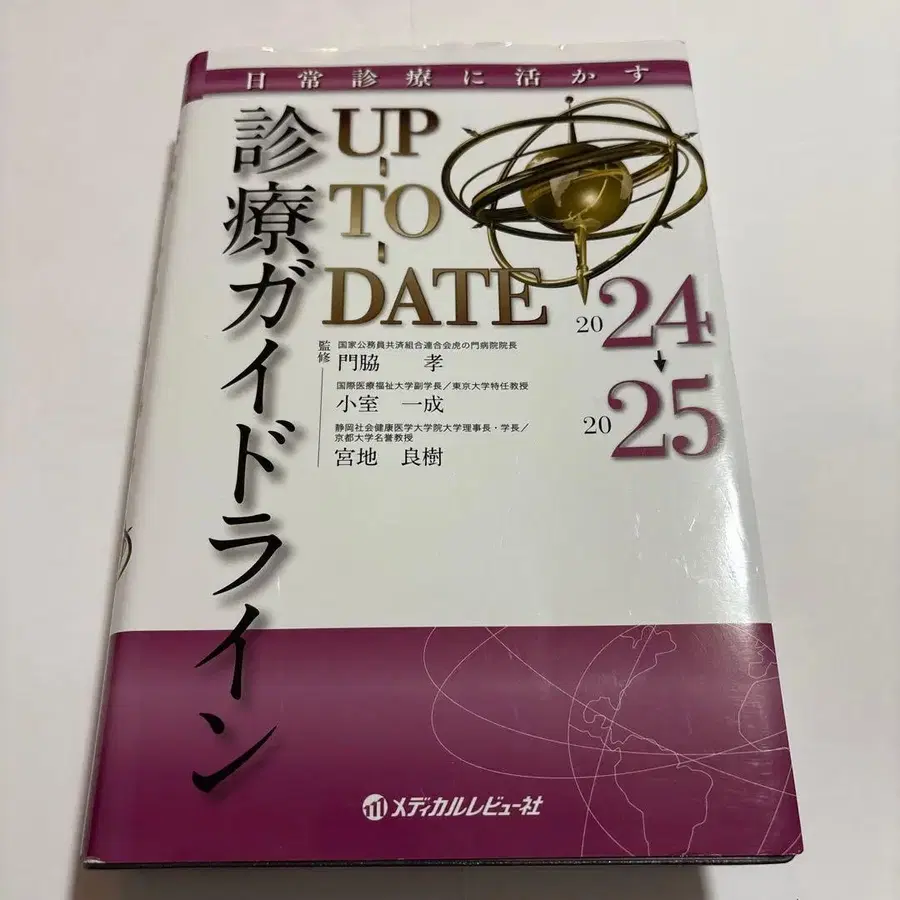 日常診療に活かす
診療ガイドライン
UP-
TO-
DATE
2024
2025
監修
国家公務員共済組合連合会虎の門病院院長
門脇 孝
国際医療福祉大学副学長／東京大学特任教授
小室 一成
静岡社会健康医学大学院大学理事長・学長／
京都大学名誉教授
宮地 良樹
メディカルレビュー社